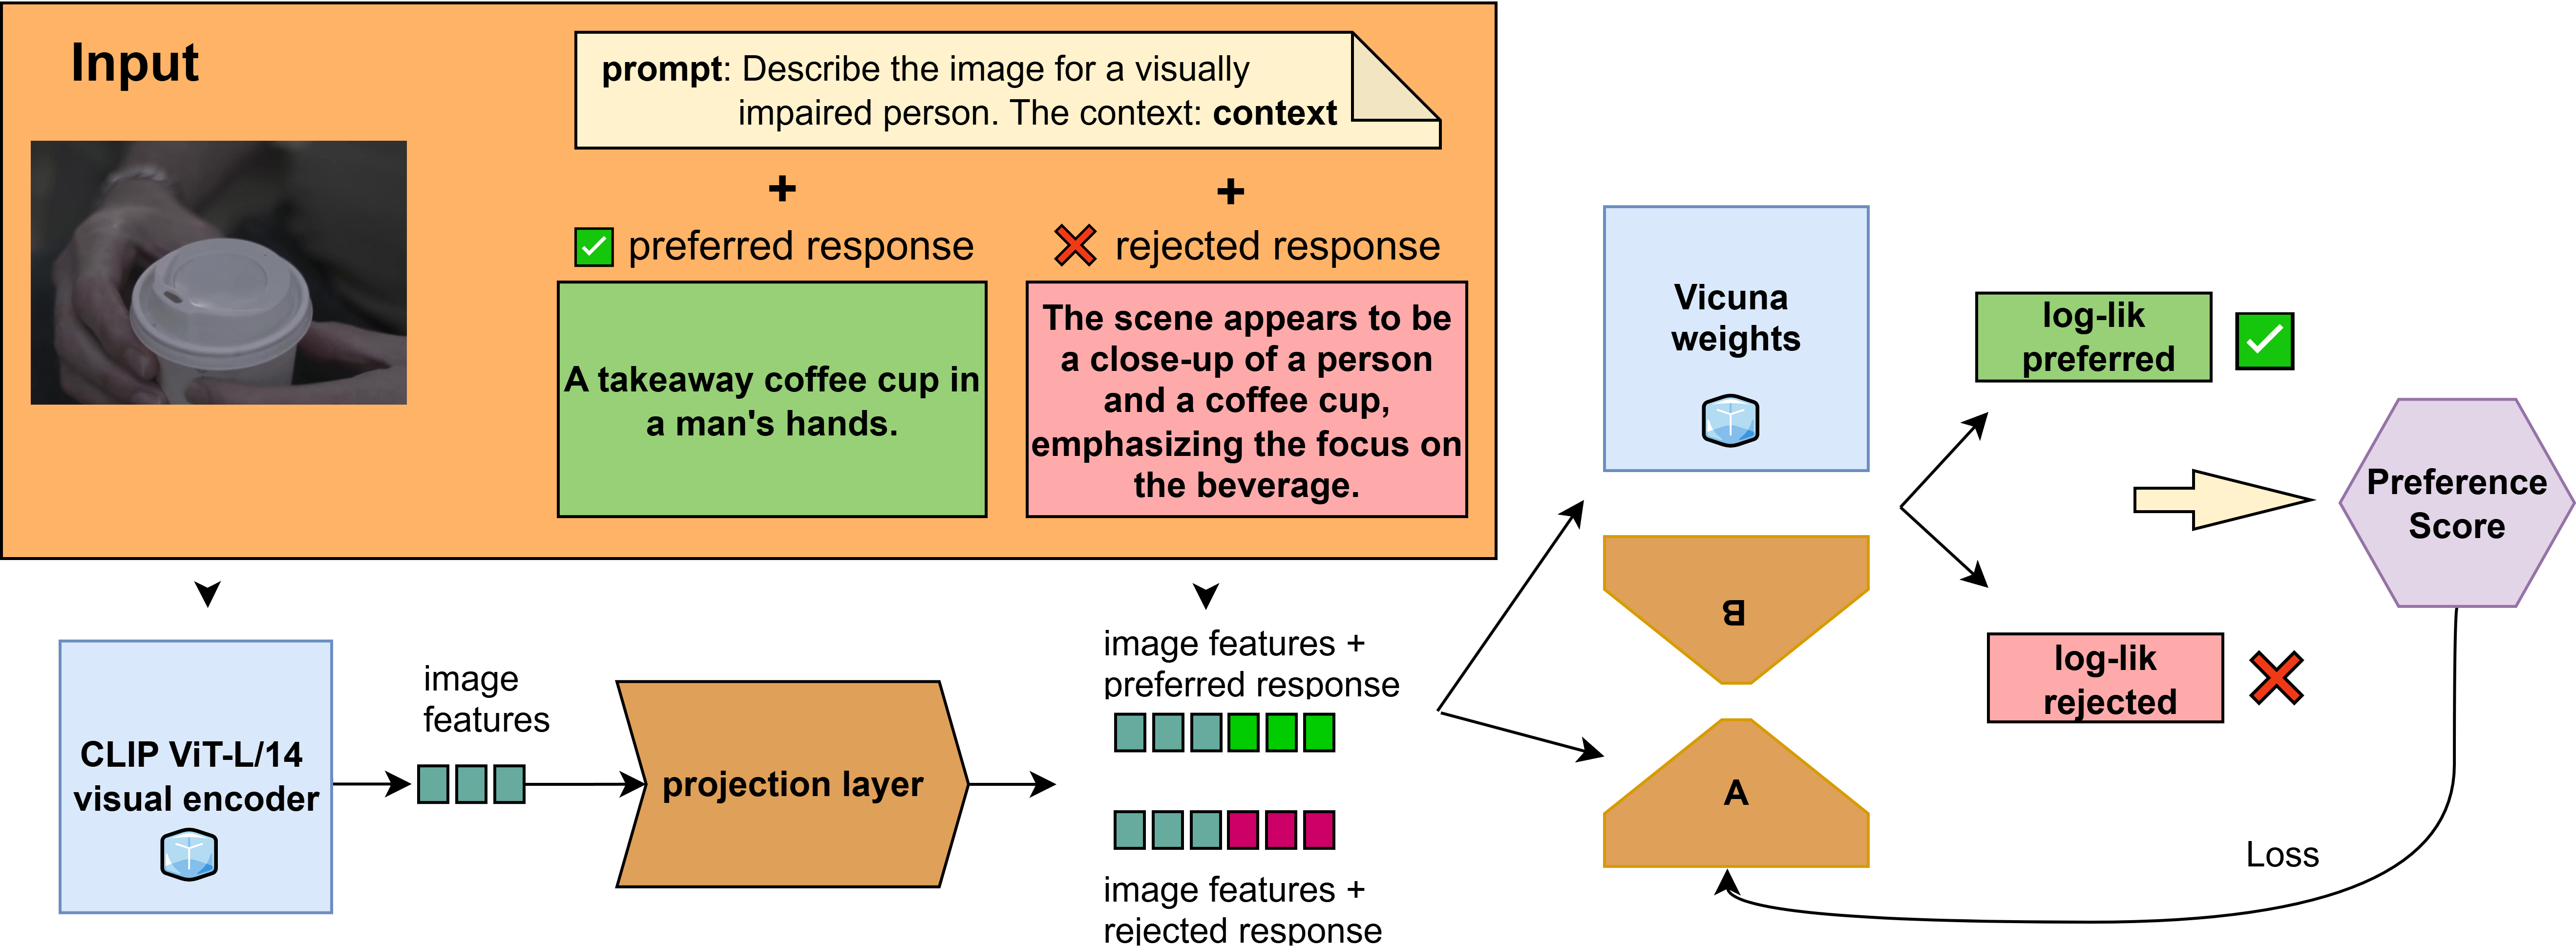 Input
prompt: Describe the image for a visually
impaired person. The context: context
+
+
preferred response
rejected response
A takeaway coffee cup in
a man's hands.
The scene appears to be
a close-up of a person
and a coffee cup,
emphasizing the focus on
the beverage.
CLIP ViT-L/14
visual encoder
image
features
projection layer
image features +
preferred response
image features +
rejected response
Vicuna
weights
B
A
log-lik
preferred
log-lik
rejected
Preference
Score
Loss